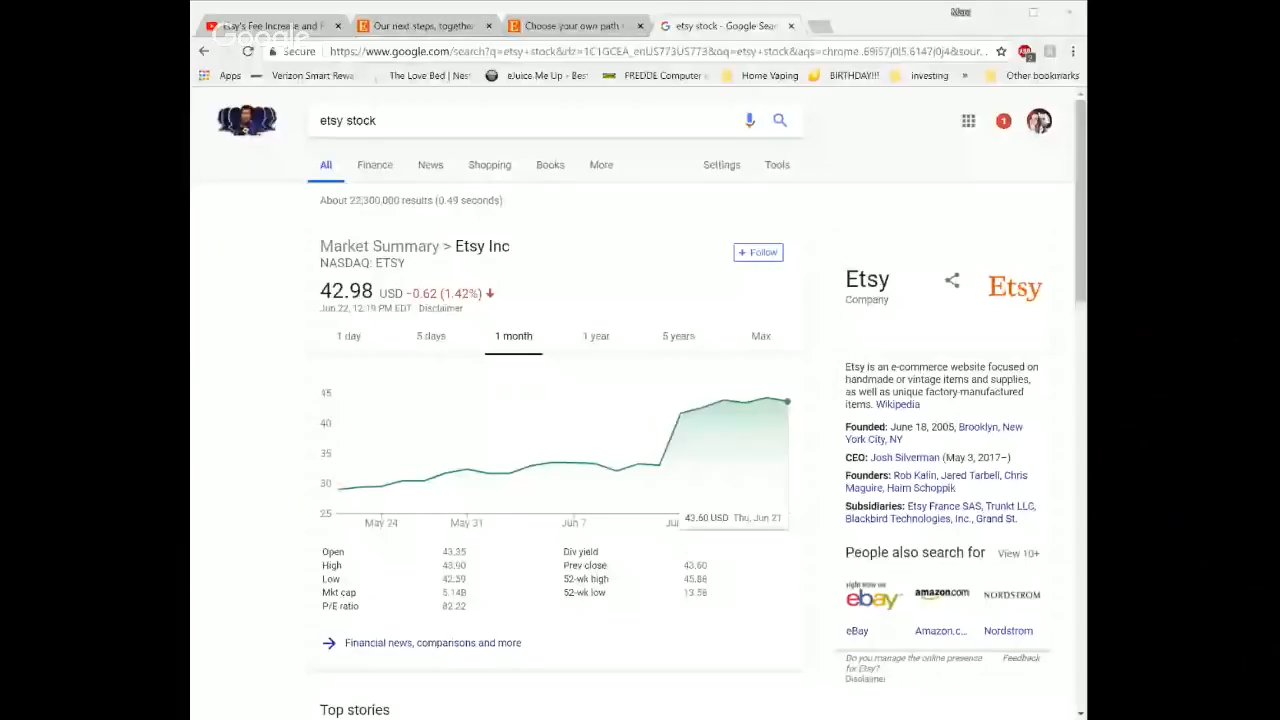 Marc
Etsy's Fee Increase and
Our next steps, together
Choose your own path
etsy stock - Google Sear
Google
Secure
https://www.google.com/search?q=etsy+stock&rlz=1C1GCEA_enUS773US773&oq=etsy+stock&aqs=chrome..69i57j0l5.6147j0j4&sour...
Apps
Verizon Smart Rewa
The Love Bed | Nest
eJuice.Me.Up - Best
FREDDE Computer
Home Vaping
BIRTHDAY!!!
investing
»
Other bookmarks
etsy stock
1
All
Finance
News
Shopping
Books
More
Settings
Tools
About 22,300,000 results (0.49 seconds)
Market Summary > Etsy Inc
NASDAQ: ETSY
+ Follow
42.98 USD −0.62 (1.42%)
Jun 22, 12:19 PM EDT · Disclaimer
1 day
5 days
1 month
1 year
5 years
Max
45
40
35
30
25
May 24
May 31
Jun 7
43.60 USD Thu, Jun 21
Open 43.35
High 43.90
Low 42.59
Mkt cap 5.14B
P/E ratio 82.22
Div yield
Prev close 43.60
52-wk high 45.88
52-wk low 13.58
Financial news, comparisons and more
Top stories
Etsy
Company
Etsy
Etsy is an e-commerce website focused on
handmade or vintage items and supplies,
as well as unique factory-manufactured
items. Wikipedia
Founded: June 18, 2005, Brooklyn, New
York City, NY
CEO: Josh Silverman (May 3, 2017–)
Founders: Rob Kalin, Jared Tarbell, Chris
Maguire, Haim Schoppik
Subsidiaries: Etsy France SAS, Trunkt LLC,
Blackbird Technologies, Inc., Grand St.
People also search for
View 10+
ebay
amazon.com
NORDSTROM
eBay
Amazon.c...
Nordstrom
Do you manage the online presence
for Etsy?
Feedback
Disclaimer